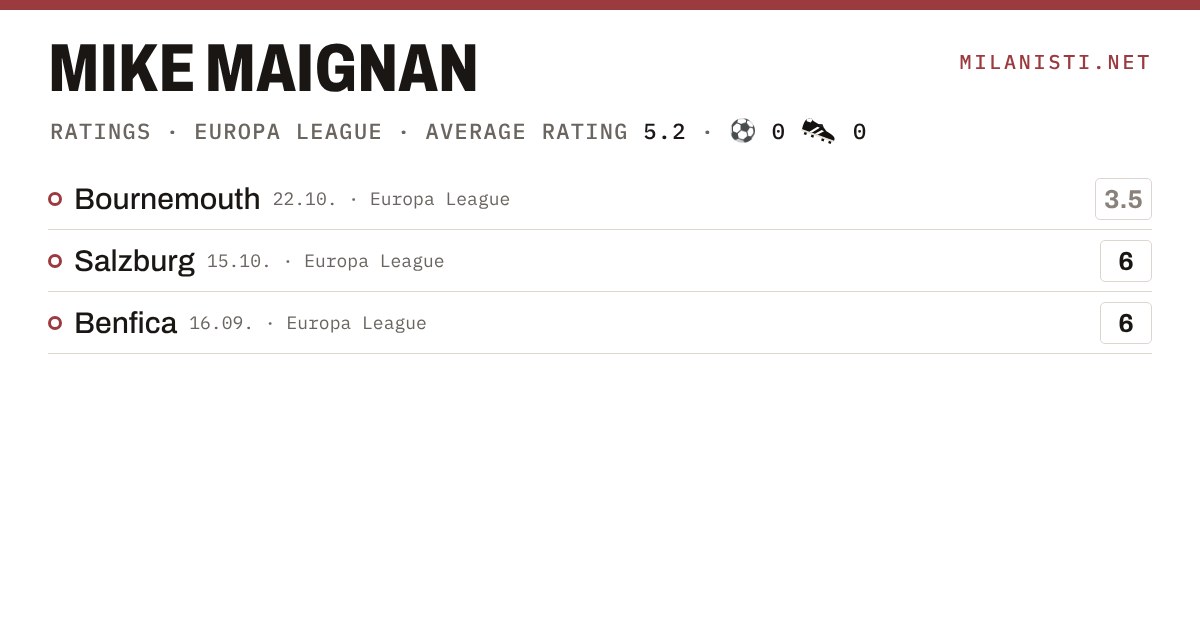 MIKE MAIGNAN
MILANISTI.NET
RATINGS · EUROPA LEAGUE · AVERAGE RATING 5.2 · ⚽ 0 0
Bournemouth 22.10. · Europa League 3.5
Salzburg 15.10. · Europa League 6
Benfica 16.09. · Europa League 6